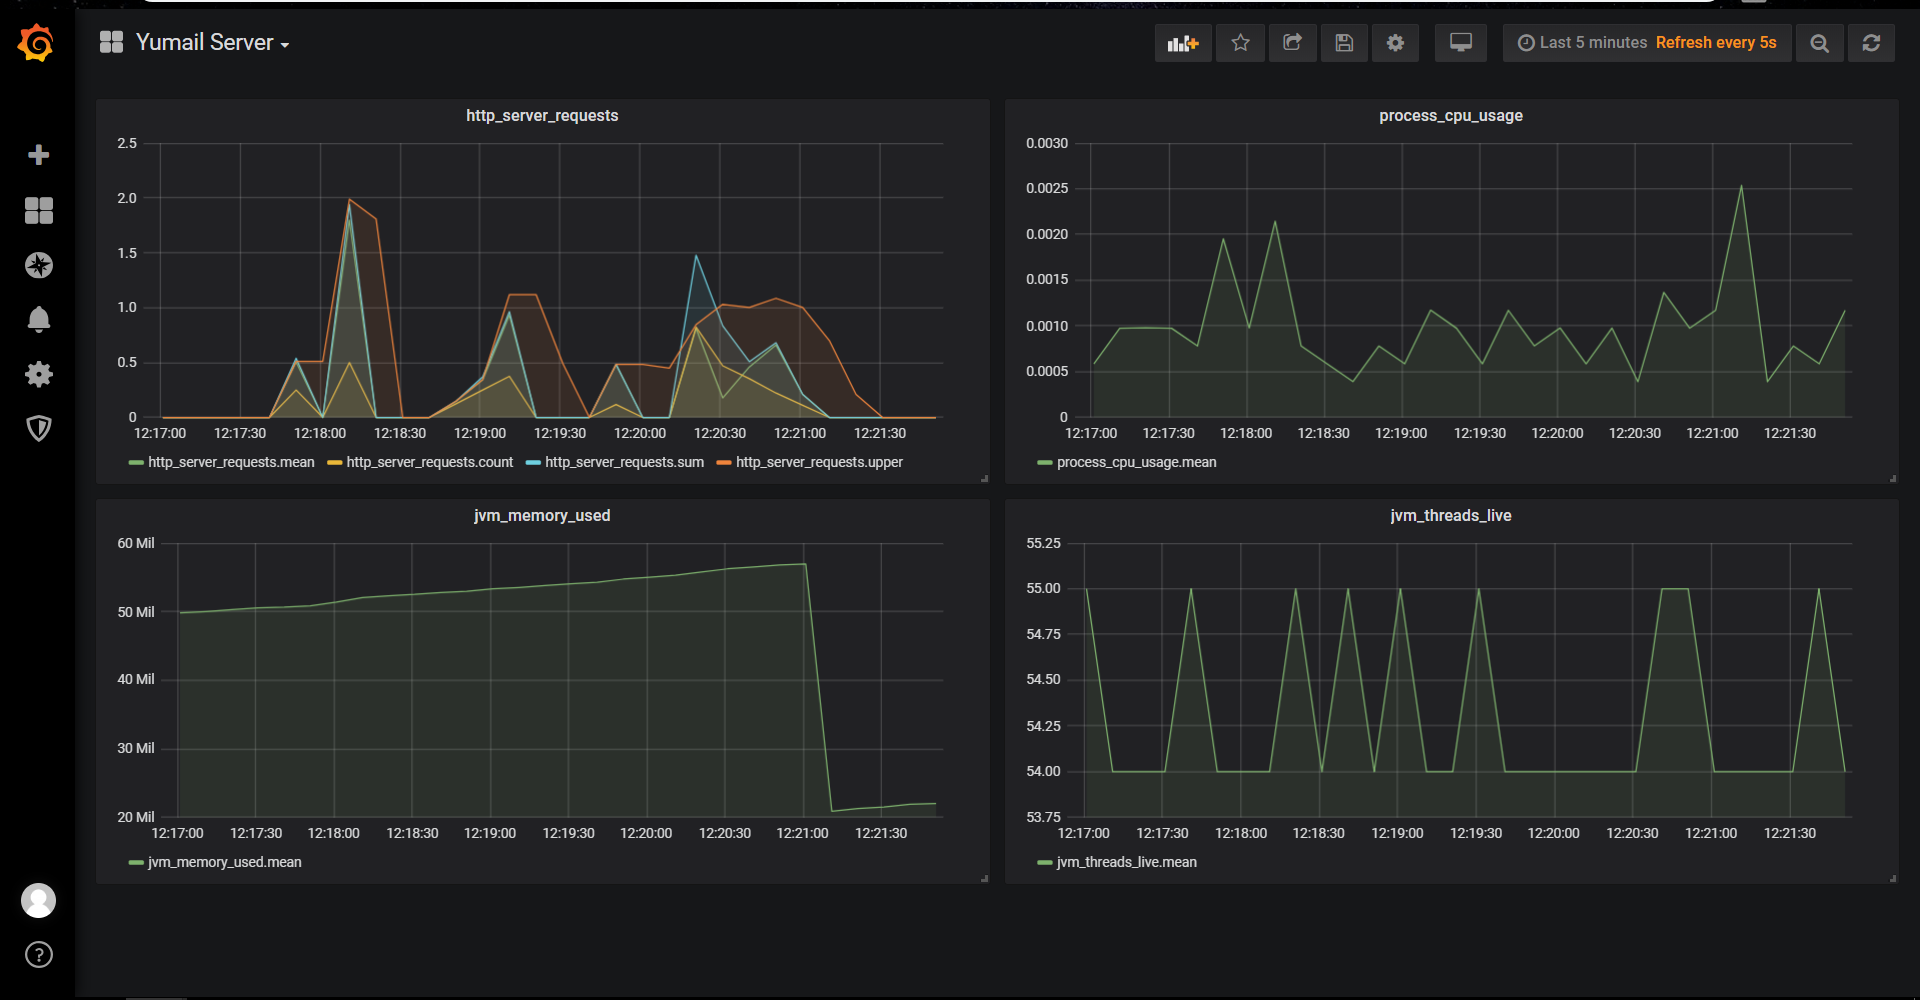 Yumail Server
Last 5 minutes Refresh every 5s
http_server_requests
2.5
2.0
1.5
1.0
0.5
0
12:17:00 12:17:30 12:18:00 12:18:30 12:19:00 12:19:30 12:20:00 12:20:30 12:21:00 12:21:30
http_server_requests.mean http_server_requests.count http_server_requests.sum http_server_requests.upper
process_cpu_usage
0.0030
0.0025
0.0020
0.0015
0.0010
0.0005
0
12:17:00 12:17:30 12:18:00 12:18:30 12:19:00 12:19:30 12:20:00 12:20:30 12:21:00 12:21:30
process_cpu_usage.mean
jvm_memory_used
60 Mil
50 Mil
40 Mil
30 Mil
20 Mil
12:17:00 12:17:30 12:18:00 12:18:30 12:19:00 12:19:30 12:20:00 12:20:30 12:21:00 12:21:30
jvm_memory_used.mean
jvm_threads_live
55.25
55.00
54.75
54.50
54.25
54.00
53.75
12:17:00 12:17:30 12:18:00 12:18:30 12:19:00 12:19:30 12:20:00 12:20:30 12:21:00 12:21:30
jvm_threads_live.mean